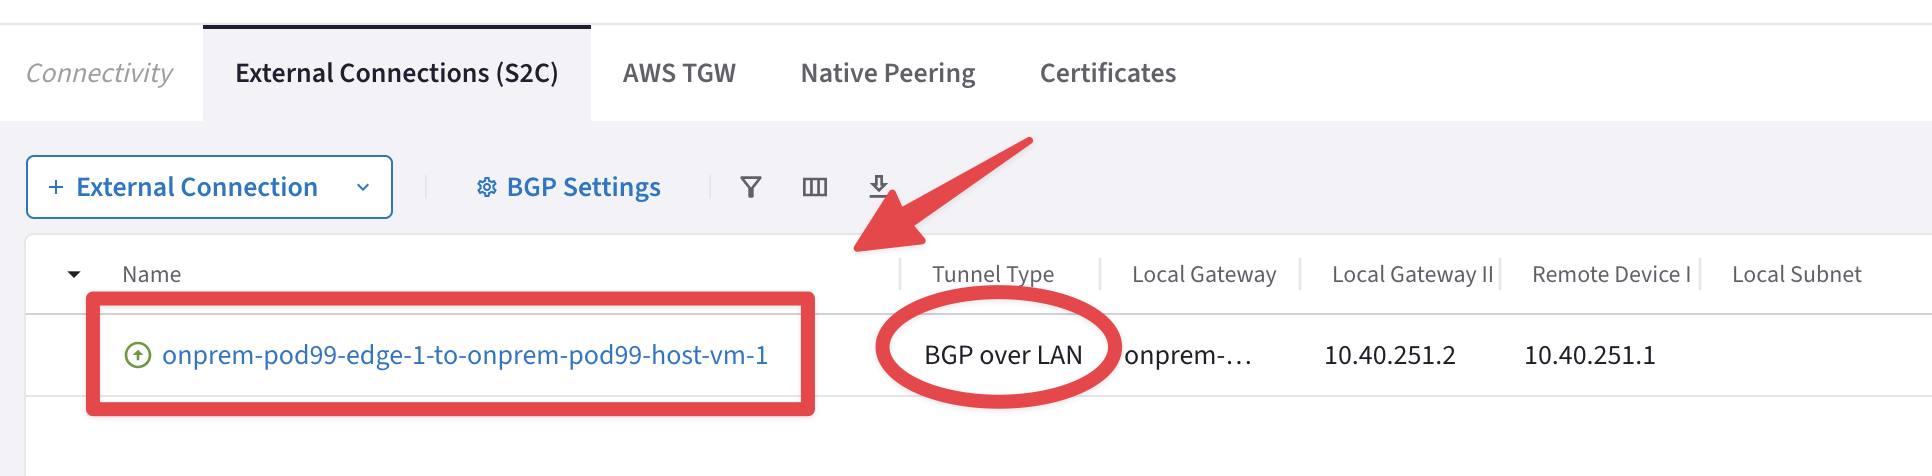 Connectivity External Connections (S2C) AWS TGW Native Peering Certificates
+ External Connection BGP Settings
Name Tunnel Type Local Gateway Local Gateway II Remote Device I Local Subnet
onprem-pod99-edge-1-to-onprem-pod99-host-vm-1 BGP over LAN onprem-... 10.40.251.2 10.40.251.1